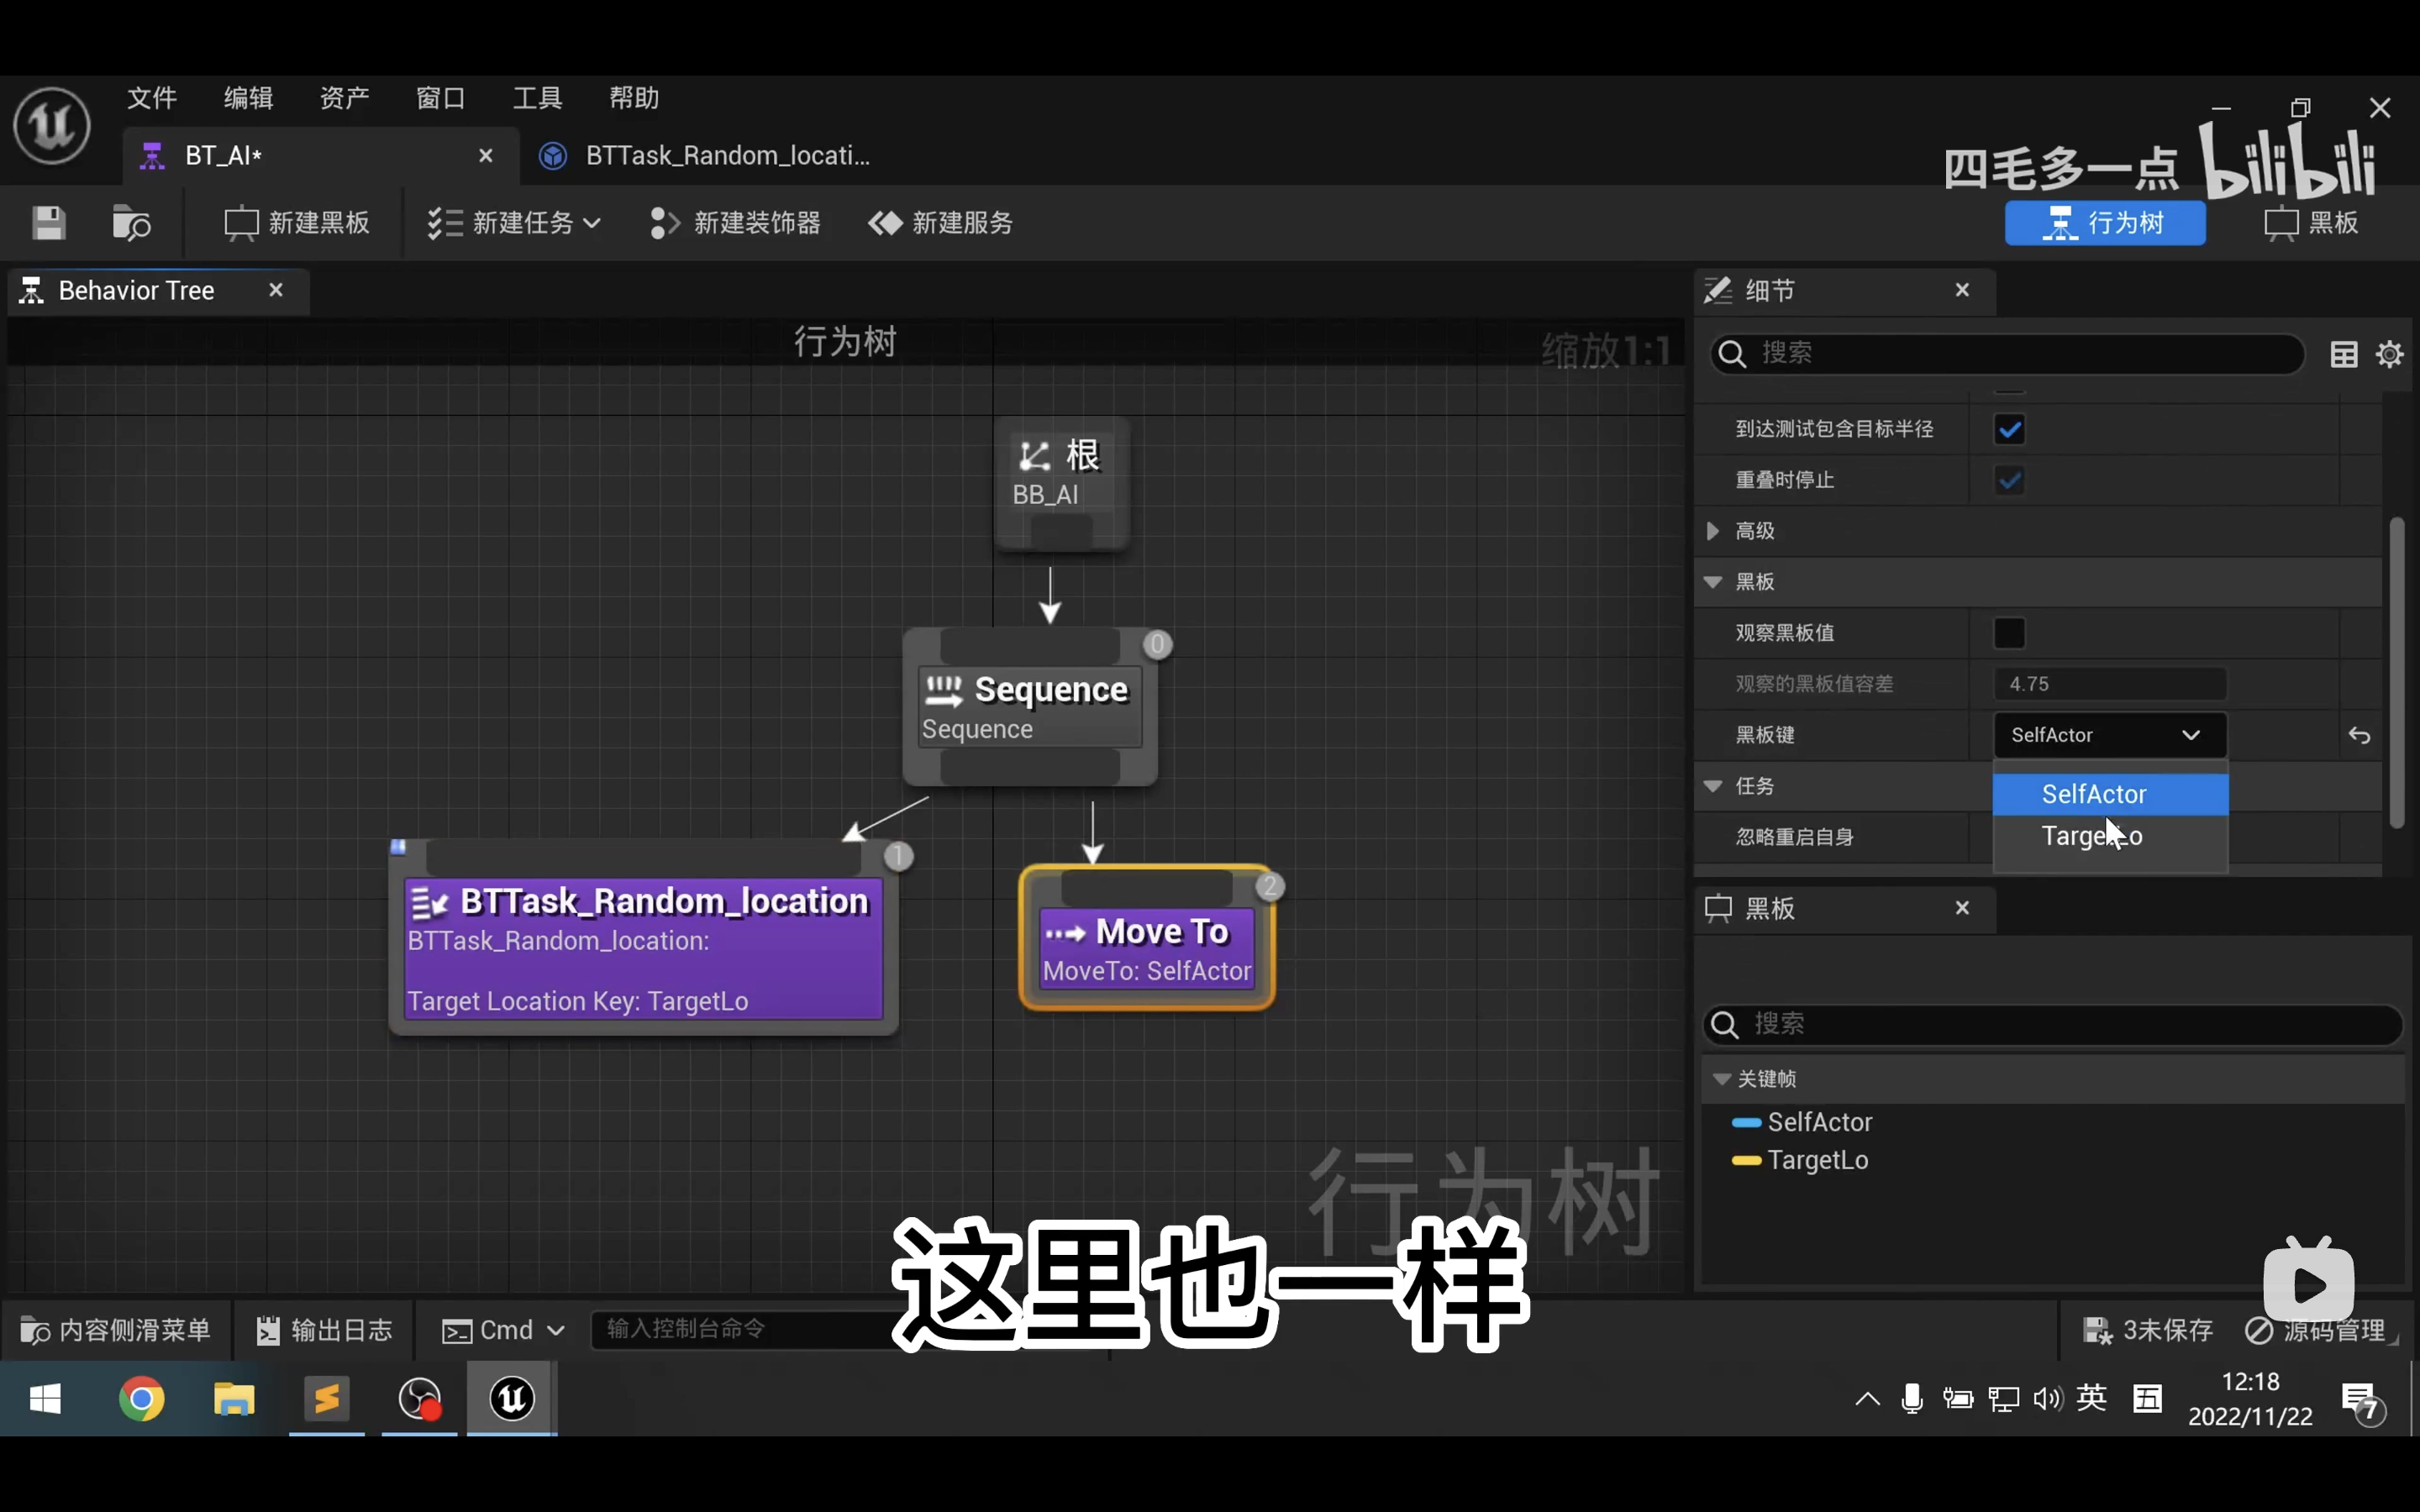 文件 编辑 资产 窗口 工具 帮助
BT_AI*
BTTask_Random_locati...
四毛多一点 bilibili
新建黑板 新建任务 新建装饰器 新建服务
行为树 黑板
Behavior Tree
行为树
缩放1:1
根
BB_AI
0
Sequence
Sequence
1
BTTask_Random_location
BTTask_Random_location:
Target Location Key: TargetLo
2
Move To
MoveTo: SelfActor
行为树
细节
搜索
到达测试包含目标半径
重叠时停止
高级
黑板
观察黑板值
观察的黑板值容差 4.75
黑板键 SelfActor
任务
SelfActor
忽略重启自身
黑板
搜索
关键帧
SelfActor
TargetLo
这里也一样
内容侧滑菜单 输出日志 Cmd 输入控制台命令
3未保存 源码管理
英 五
12:18
2022/11/22
7